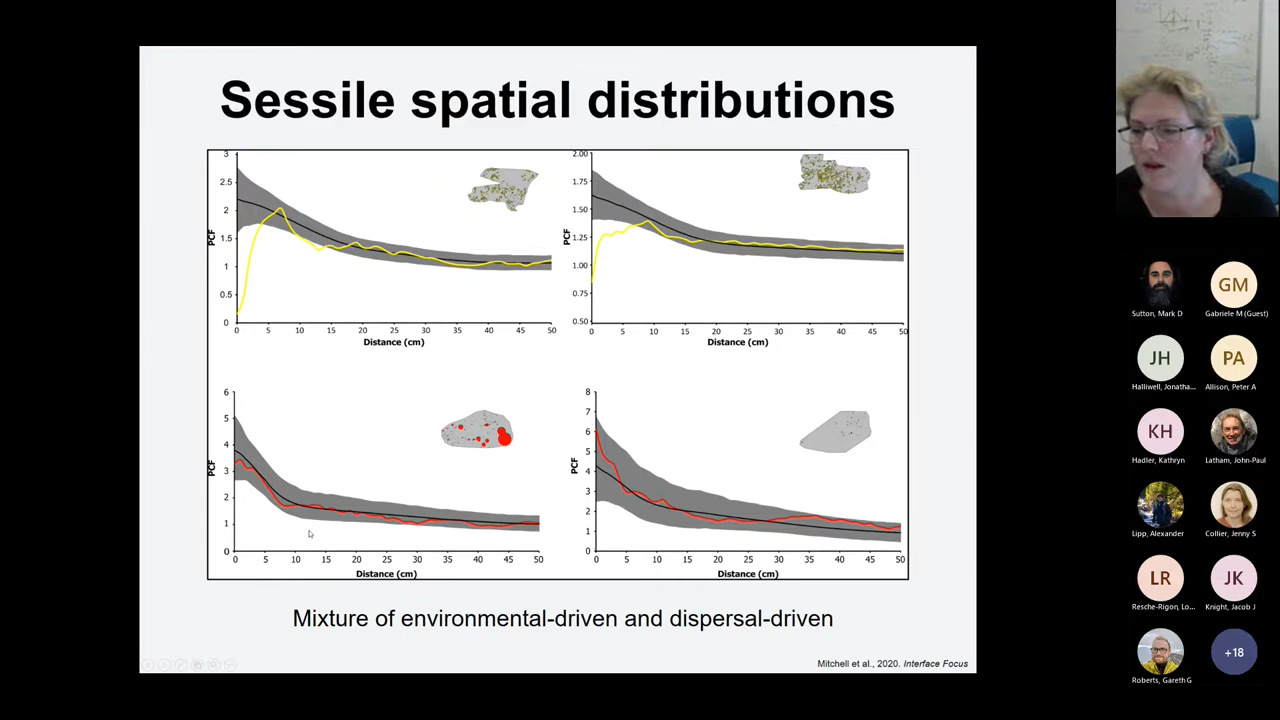 Sessile spatial distributions
3
2.5
2
1.5
1
0.5
0
PCF
0 5 10 15 20 25 30 35 40 45 50
Distance (cm)
2.00
1.75
1.50
1.25
1.00
0.75
0.50
PCF
0 5 10 15 20 25 30 35 40 45 50
Distance (cm)
6
5
4
3
2
1
0
PCF
0 5 10 15 20 25 30 35 40 45 50
Distance (cm)
8
7
6
5
4
3
2
1
0
PCF
0 5 10 15 20 25 30 35 40 45 50
Distance (cm)
Mixture of environmental-driven and dispersal-driven
Mitchell et al., 2020. Interface Focus
Sutton, Mark D
GM
Gabriele M (Guest)
JH
Halliwell, Jonatha...
PA
Allison, Peter A
KH
Hadler, Kathryn
Latham, John-Paul
Lipp, Alexander
Collier, Jenny S
LR
Resche-Rigon, Lo...
JK
Knight, Jacob J
Roberts, Gareth G
+18